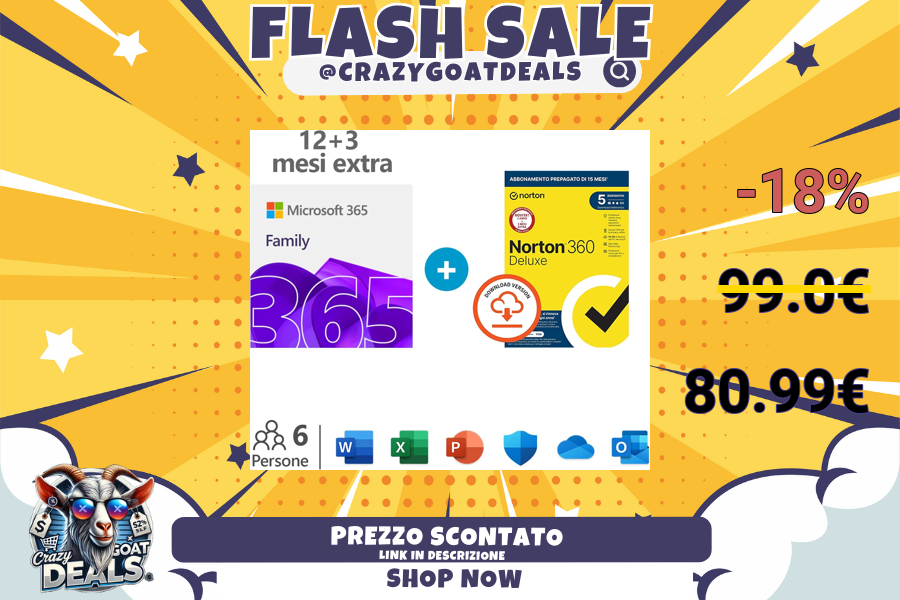 FLASH SALE
@CRAZYGOATDEALS
12+3
mesi extra
Microsoft 365
Family
365
+
ABBONAMENTO PREPAGATO DI 15 MESI*
norton
5
Norton 360
Deluxe
DOWNLOAD VERSION
-18%
99.0€
80.99€
6
Persone
W
X
P
O
$
52%
Crazy
GOAT
DEALS
PREZZO SCONTATO
LINK IN DESCRIZIONE
SHOP NOW